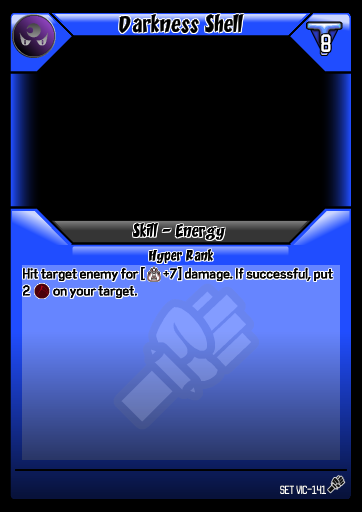 Darkness Shell
8
Skill - Energy
Hyper Rank
Hit target enemy for [ +7] damage. If successful, put
2 on your target.
SET VIC-141